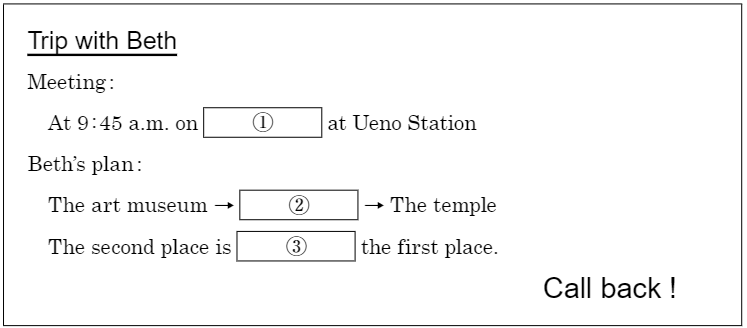 Trip with Beth
Meeting:
At 9:45 a.m. on ① at Ueno Station
Beth's plan:
The art museum → ② → The temple
The second place is ③ the first place.
Call back !